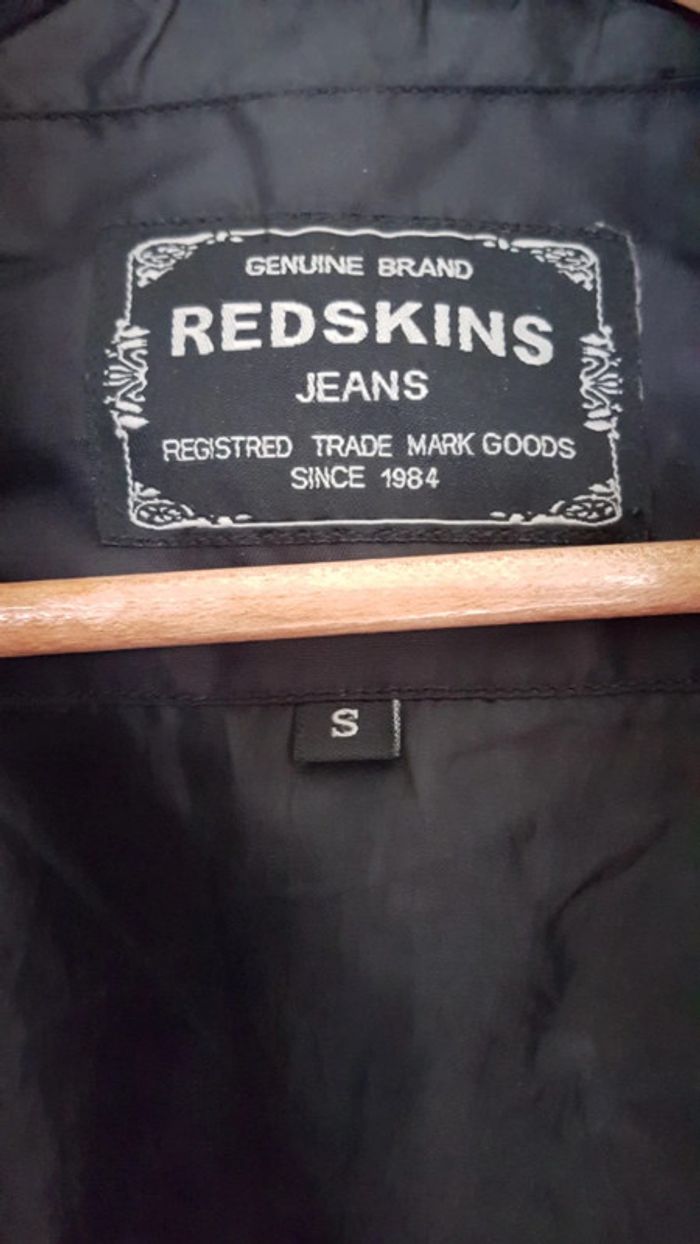 GENUINE BRAND
REDSKINS
JEANS
REGISTRED TRADE MARK GOODS
SINCE 1984
S